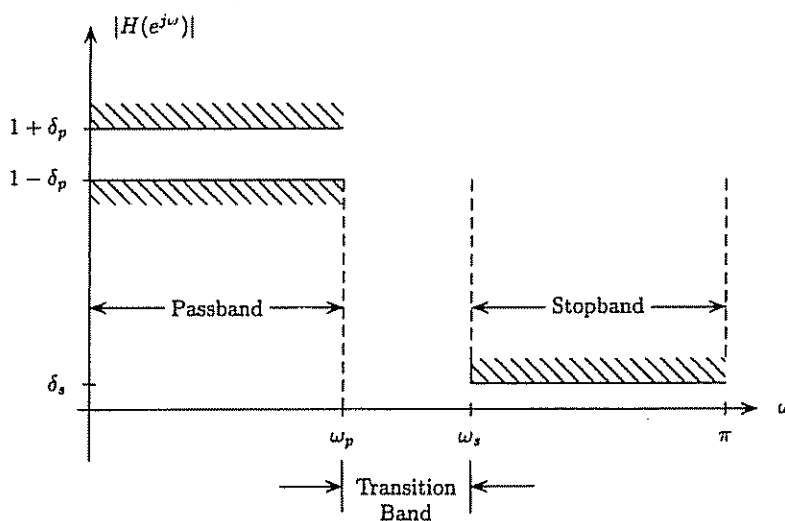 |H(e^{jω})|
1 + δ_p
1 − δ_p
Passband
Stopband
δ_s
ω_p
ω_s
π
ω
Transition
Band